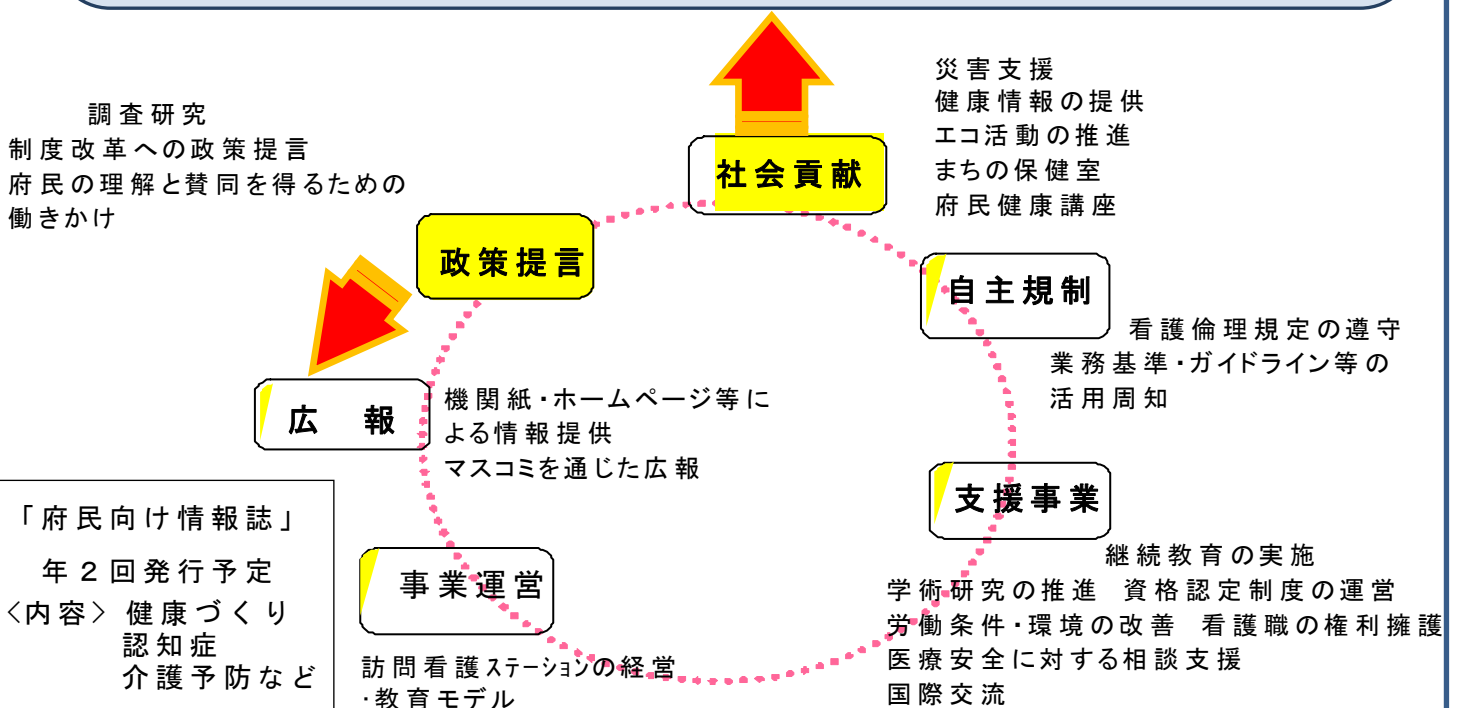 社会貢献
災害支援
健康情報の提供
エコ活動の推進
まちの保健室
府民健康講座
調査研究
制度改革への政策提言
府民の理解と賛同を得るための
働きかけ
政策提言
自主規制
看護倫理規定の遵守
業務基準・ガイドライン等の
活用周知
広　報
機関紙・ホームページ等に
よる情報提供
マスコミを通じた広報
支援事業
継続教育の実施
学術研究の推進　資格認定制度の運営
労働条件・環境の改善　看護職の権利擁護
医療安全に対する相談支援
国際交流
事業運営
訪問看護ステーションの経営
・教育モデル
「府民向け情報誌」
年２回発行予定
〈内容〉 健康づくり
認知症
介護予防など